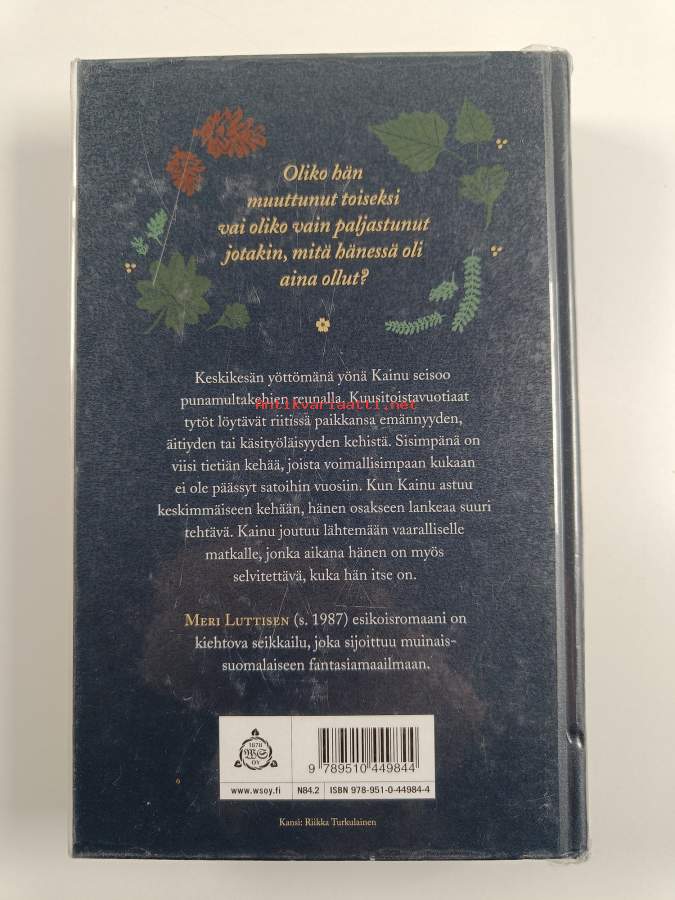 Oliko hän
muuttunut toiseksi
vai oliko vain paljastunut
jotakin, mitä hänessä oli
aina ollut?
Keskikesän yöttömänä yönä Kainu seisoo
punamultakehien reunalla. Kuusitoistavuotiaat
Antikvariaatti.net
tytöt löytävät riitissä paikkansa emännyyden,
äitiyden tai käsityöläisyyden kehistä. Sisimpänä on
viisi tietiän kehää, joista voimallisimpaan kukaan
ei ole päässyt satoihin vuosiin. Kun Kainu astuu
keskimmäiseen kehään, hänen osakseen lankeaa suuri
tehtävä. Kainu joutuu lähtemään vaaralliselle
matkalle, jonka aikana hänen on myös
selvitettävä, kuka hän itse on.
MERI LUTTISEN (s. 1987) esikoisromaani on
kiehtova seikkailu, joka sijoittuu muinais-
suomalaiseen fantasiamaailmaan.
1878
WS
OY
9 789510 449844
www.wsoy.fi N84.2 ISBN 978-951-0-44984-4
Kansi: Riikka Turkulainen